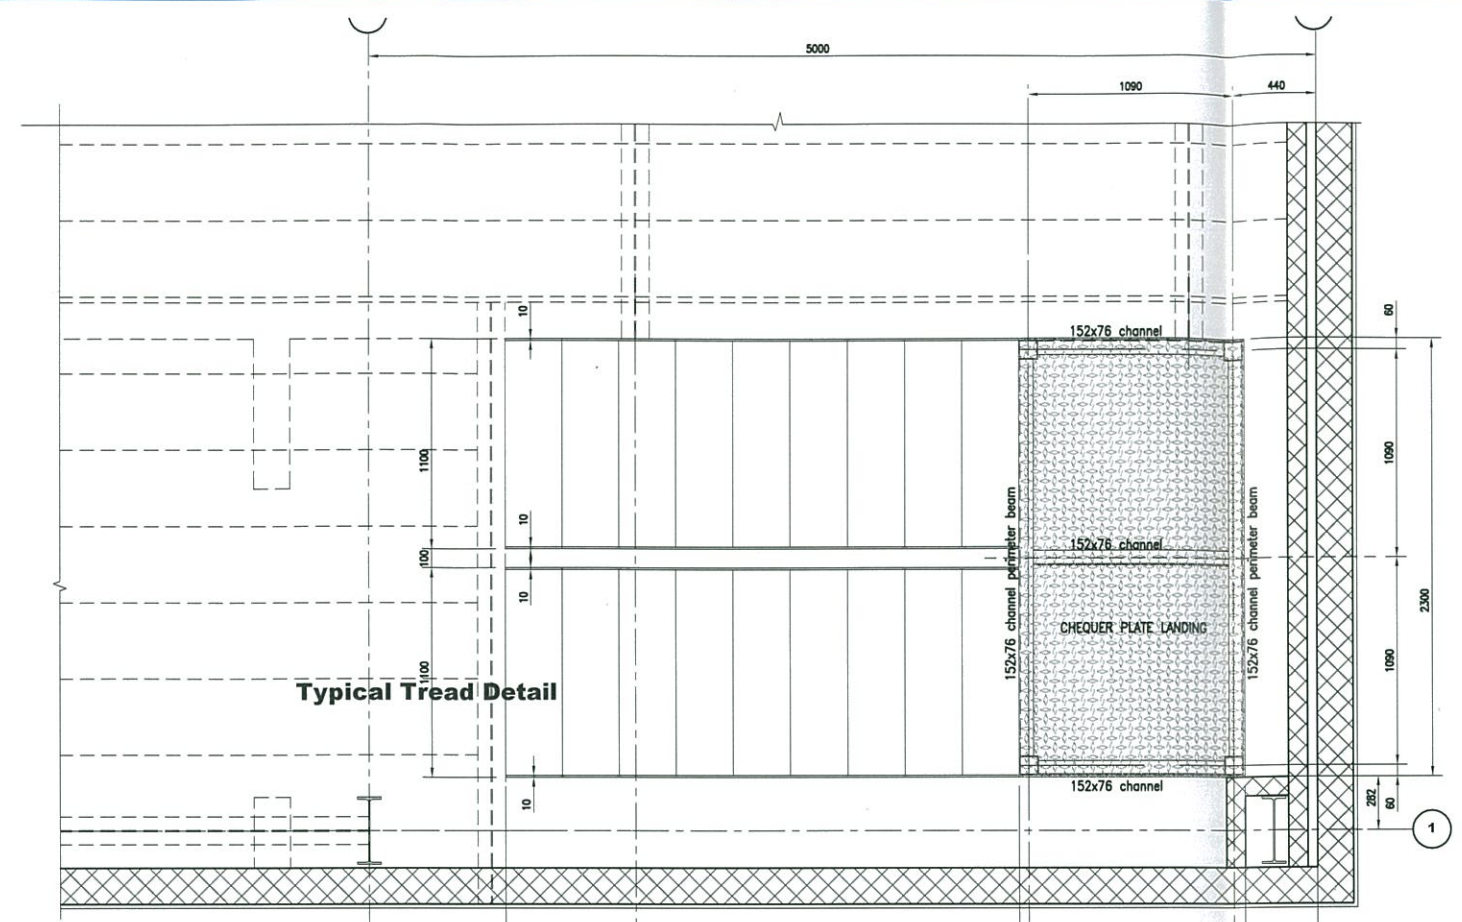 5000
1090
440
10
60
152x76 channel
1100
1090
10
152x76 channel perimeter beam
152x76 channel perimeter beam
152x76 channel
100
10
2300
CHEQUER PLATE LANDING
1100
1090
Typical Tread Detail
152x76 channel
10
282
60
1